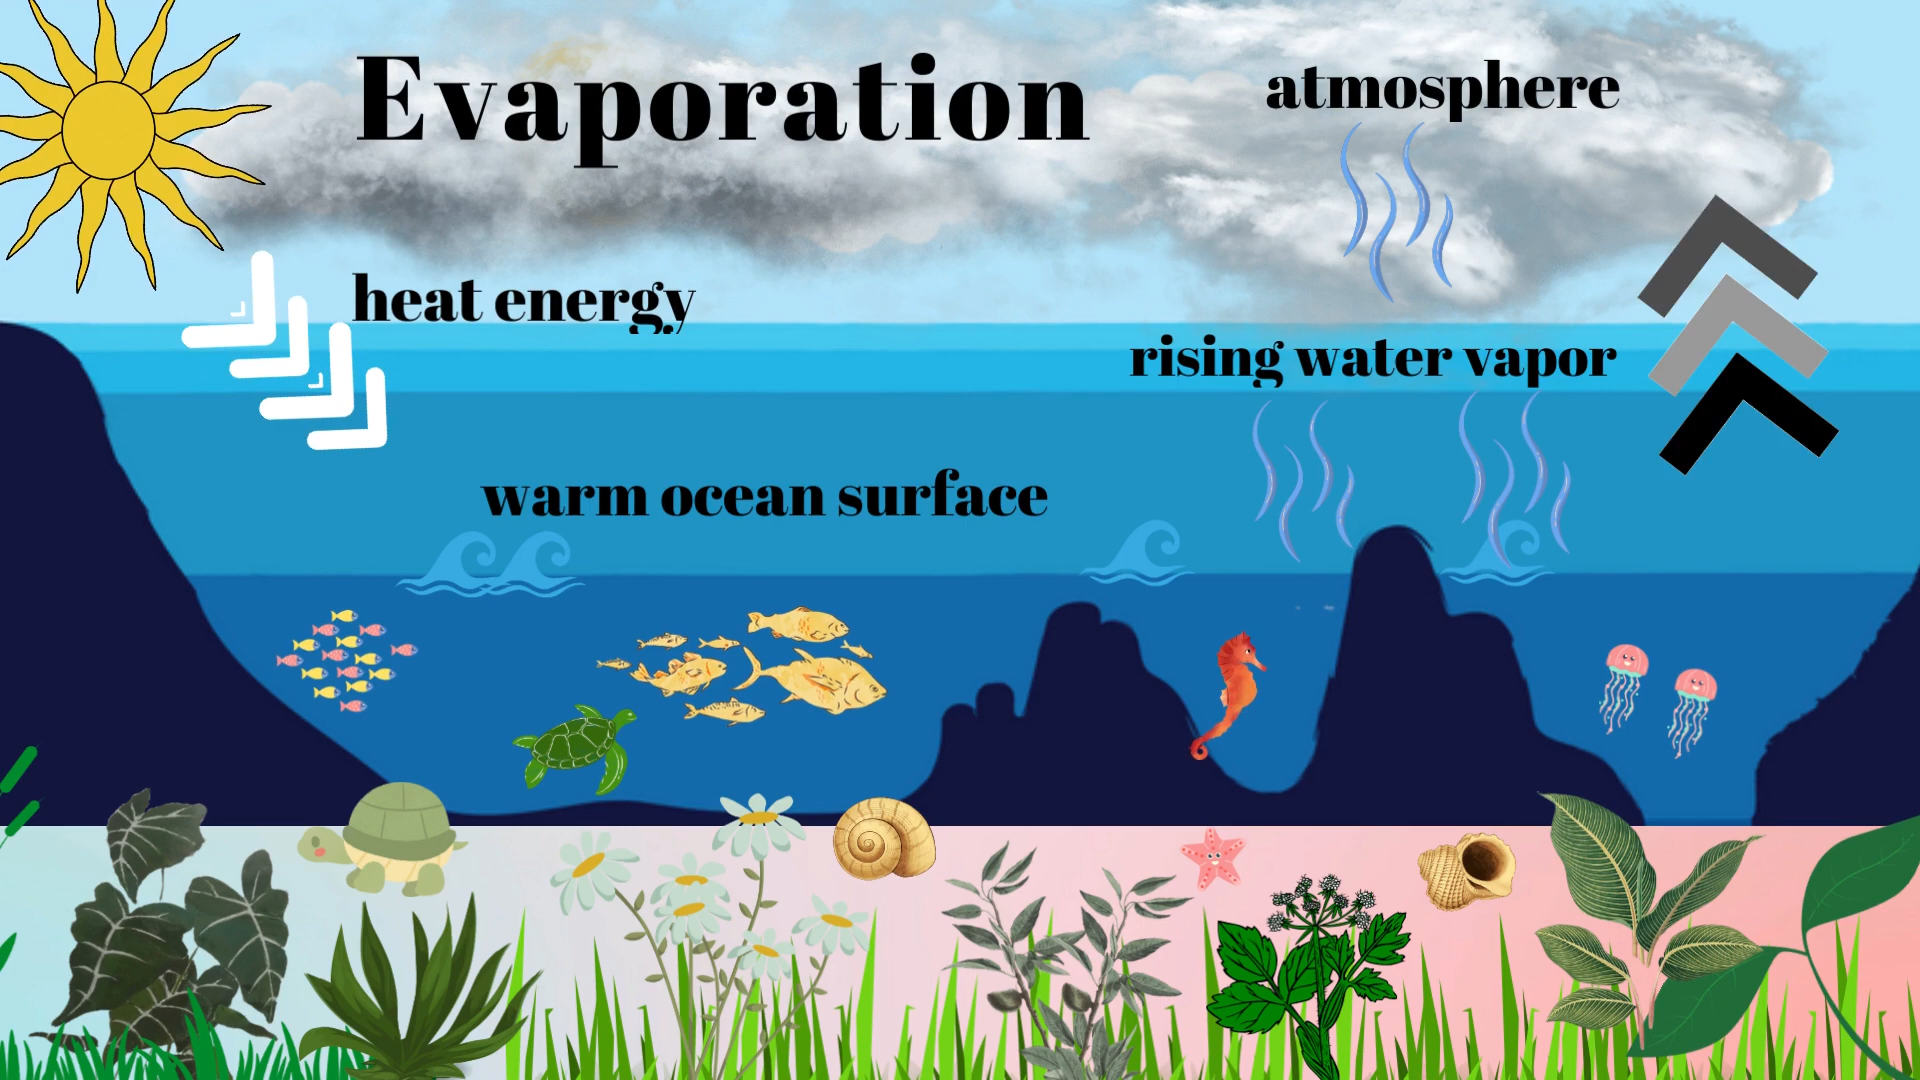 Evaporation
atmosphere
heat energy
rising water vapor
warm ocean surface